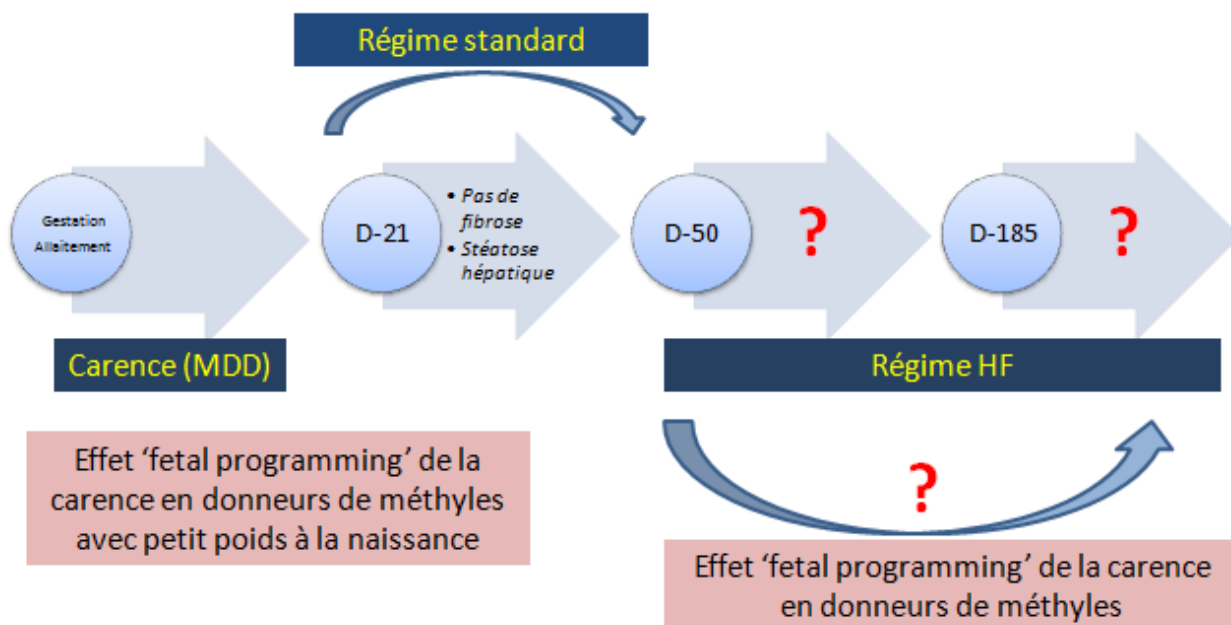 Régime standard
Gestation
Allaitement
D-21
• Pas de
fibrose
• Stéatose
hépatique
D-50
?
D-185
?
Carence (MDD)
Régime HF
Effet ‘fetal programming’ de la
carence en donneurs de méthyles
avec petit poids à la naissance
?
Effet ‘fetal programming’ de la carence
en donneurs de méthyles